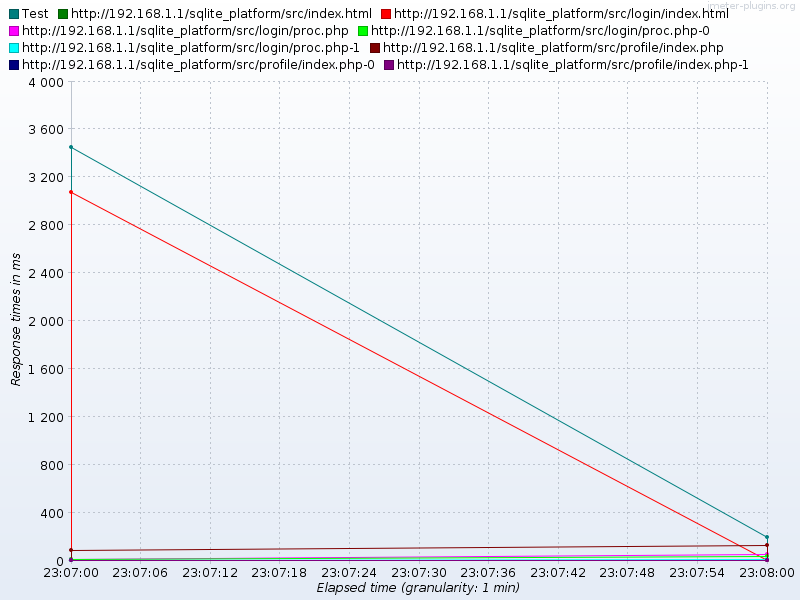 jmeter-plugins.org
Test http://192.168.1.1/sqlite_platform/src/index.html http://192.168.1.1/sqlite_platform/src/login/index.html
http://192.168.1.1/sqlite_platform/src/login/proc.php http://192.168.1.1/sqlite_platform/src/login/proc.php-0
http://192.168.1.1/sqlite_platform/src/login/proc.php-1 http://192.168.1.1/sqlite_platform/src/profile/index.php
http://192.168.1.1/sqlite_platform/src/profile/index.php-0 http://192.168.1.1/sqlite_platform/src/profile/index.php-1
4 000
3 600
3 200
2 800
2 400
2 000
1 600
1 200
800
400
0
Response times in ms
23:07:00 23:07:06 23:07:12 23:07:18 23:07:24 23:07:30 23:07:36 23:07:42 23:07:48 23:07:54 23:08:00
Elapsed time (granularity: 1 min)